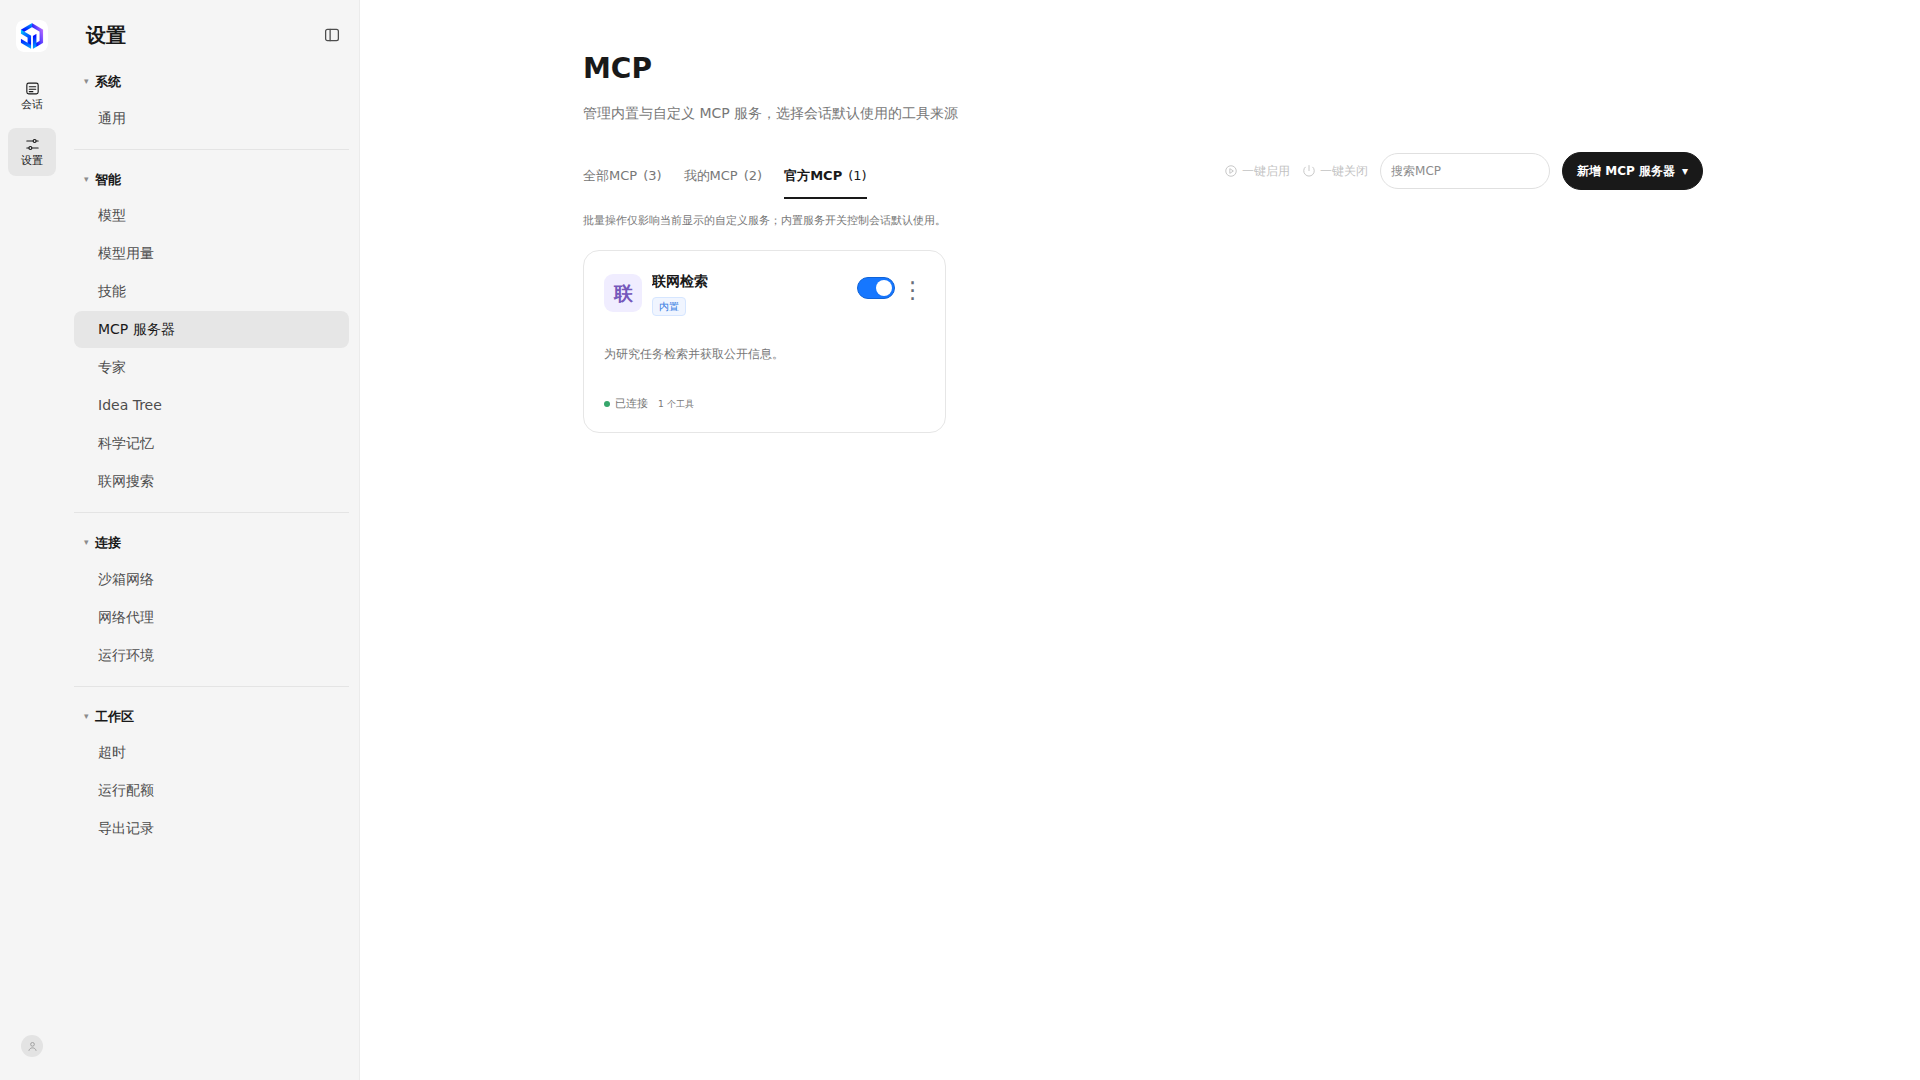 设置
会话
设置
系统
通用
智能
模型
模型用量
技能
MCP 服务器
专家
Idea Tree
科学记忆
联网搜索
连接
沙箱网络
网络代理
运行环境
工作区
超时
运行配额
导出记录
MCP
管理内置与自定义 MCP 服务，选择会话默认使用的工具来源
全部MCP (3) 我的MCP (2) 官方MCP (1)
一键启用 一键关闭 搜索MCP 新增 MCP 服务器 ▾
批量操作仅影响当前显示的自定义服务；内置服务开关控制会话默认使用。
联 联网检索
内置
为研究任务检索并获取公开信息。
已连接 1 个工具